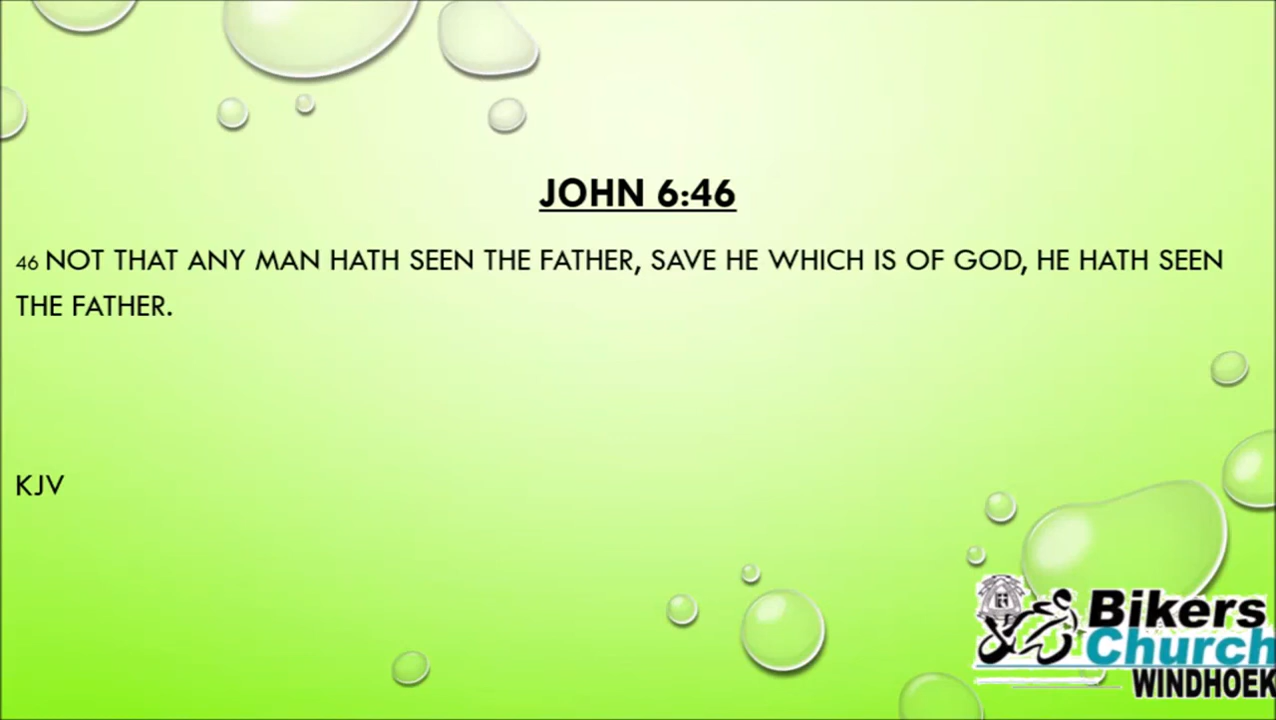 JOHN 6:46
46 NOT THAT ANY MAN HATH SEEN THE FATHER, SAVE HE WHICH IS OF GOD, HE HATH SEEN
THE FATHER.
KJV
Bikers
Church
WINDHOEK